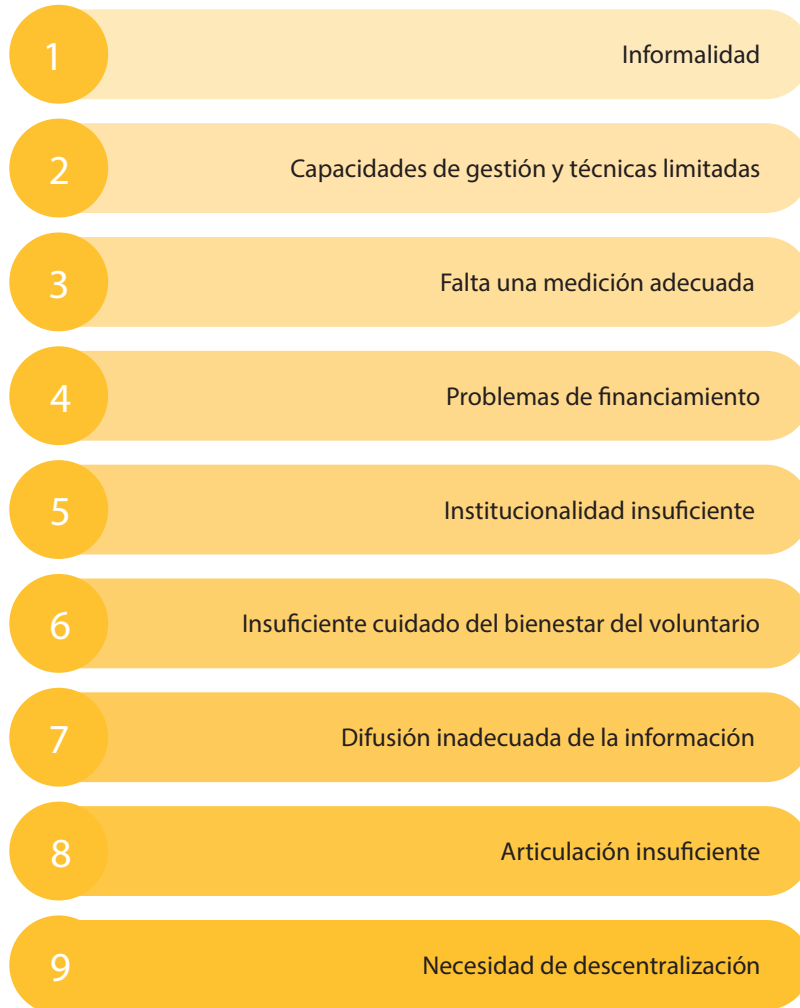 1 Informalidad
2 Capacidades de gestión y técnicas limitadas
3 Falta una medición adecuada
4 Problemas de financiamiento
5 Institucionalidad insuficiente
6 Insuficiente cuidado del bienestar del voluntario
7 Difusión inadecuada de la información
8 Articulación insuficiente
9 Necesidad de descentralización